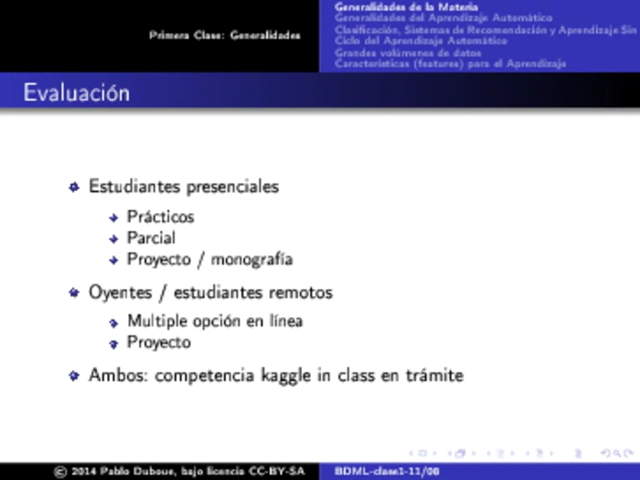 Primera Clase: Generalidades
Generalidades de la Materia
Generalidades del Aprendizaje Automático
Clasificación, Sistemas de Recomendación y Aprendizaje Sin
Ciclo del Aprendizaje Automático
Grandes volúmenes de datos
Características (features) para el Aprendizaje
Evaluación
Estudiantes presenciales
Prácticos
Parcial
Proyecto / monografía
Oyentes / estudiantes remotos
Multiple opción en línea
Proyecto
Ambos: competencia kaggle in class en trámite
© 2014 Pablo Duboue, bajo licencia CC-BY-SA
BDML-clase1-11/08